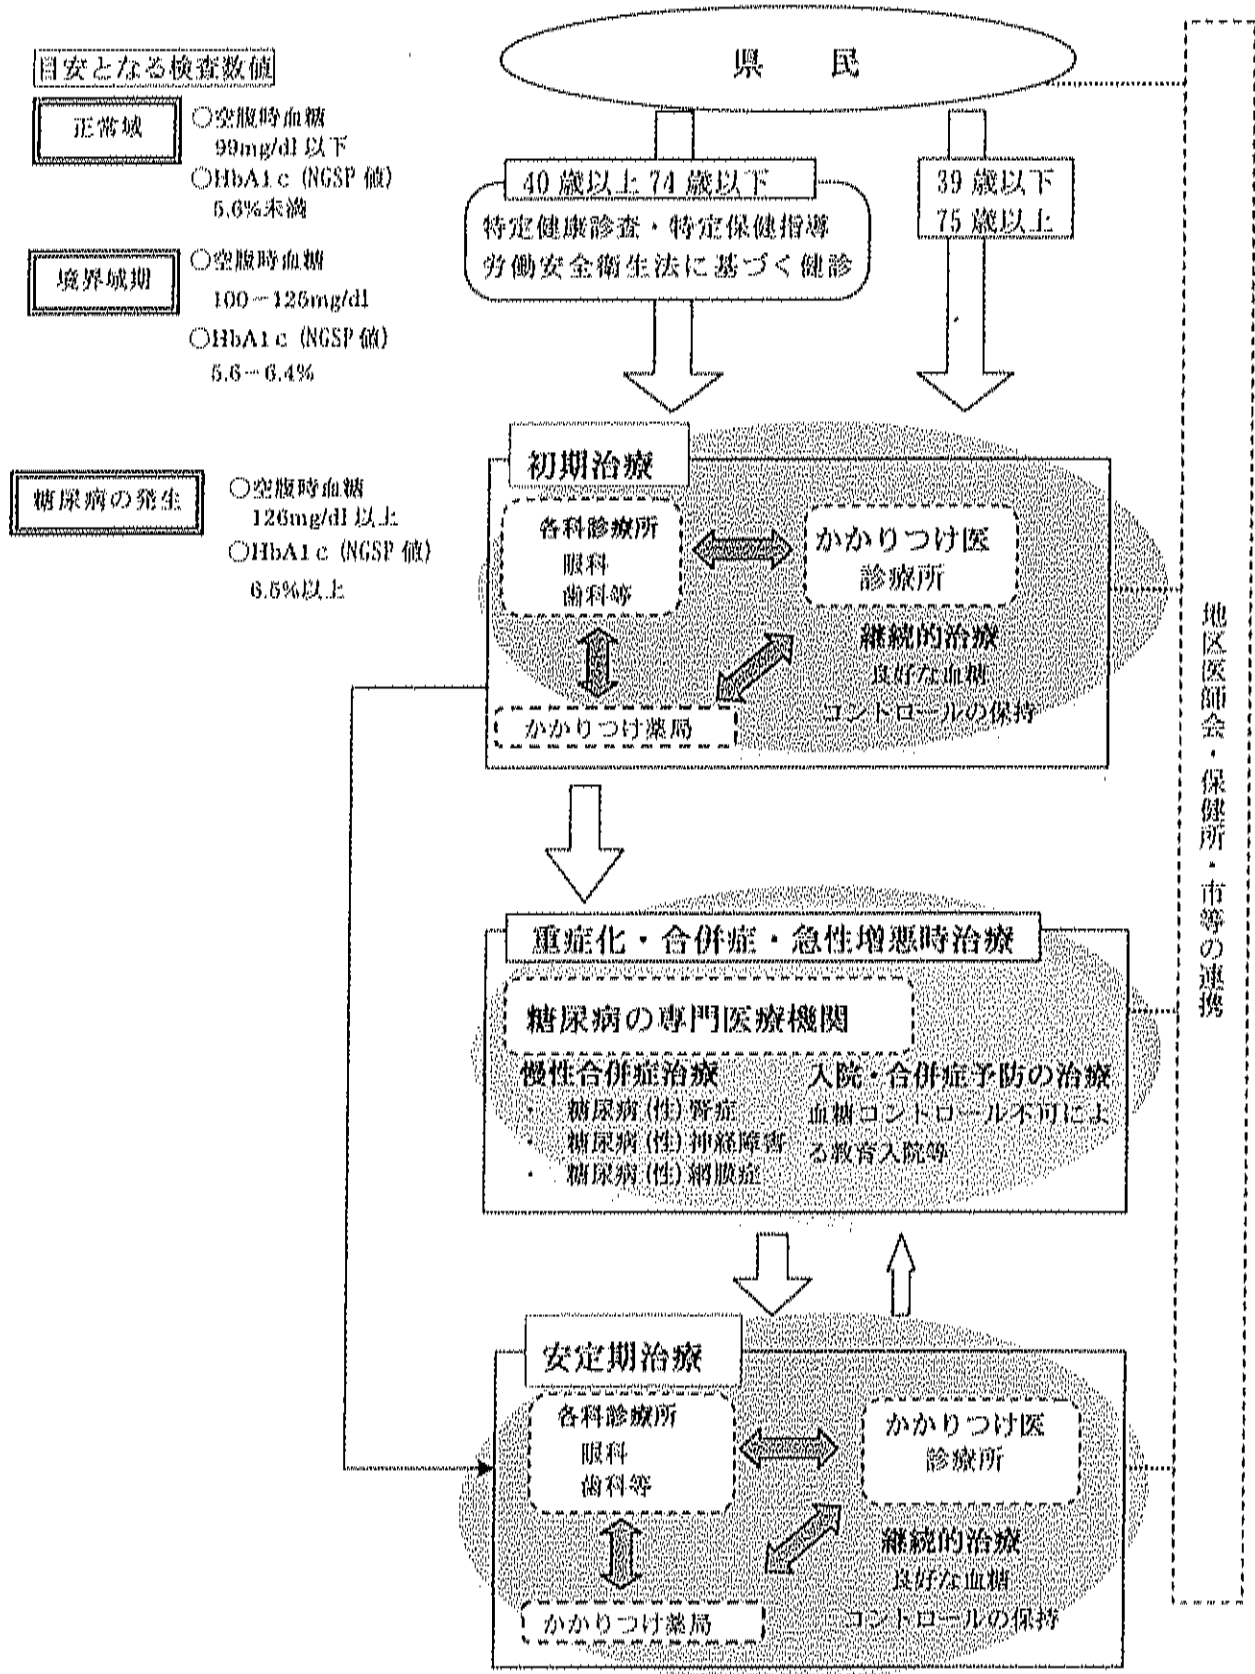 県　民
目安となる検査数値
正常域
○空腹時血糖
99mg/dl 以下
○HbA1c (NGSP 値)
5.6%未満
境界域期
○空腹時血糖
100－125mg/dl
○HbA1c (NGSP 値)
5.6－6.4%
糖尿病の発生
○空腹時血糖
126mg/dl 以上
○HbA1c (NGSP 値)
6.5%以上
40 歳以上 74 歳以下
特定健康診査・特定保健指導
労働安全衛生法に基づく健診
39 歳以下
75 歳以上
初期治療
各科診療所
眼科
歯科等
かかりつけ医
診療所
継続的治療
良好な血糖
コントロールの保持
かかりつけ薬局
重症化・合併症・急性増悪時治療
糖尿病の専門医療機関
慢性合併症治療
・　糖尿病(性)腎症
・　糖尿病(性)神経障害
・　糖尿病(性)網膜症
入院・合併症予防の治療
血糖コントロール不可によ
る教育入院等
安定期治療
各科診療所
眼科
歯科等
かかりつけ医
診療所
継続的治療
良好な血糖
コントロールの保持
かかりつけ薬局
地区医師会・保健所・市等の連携